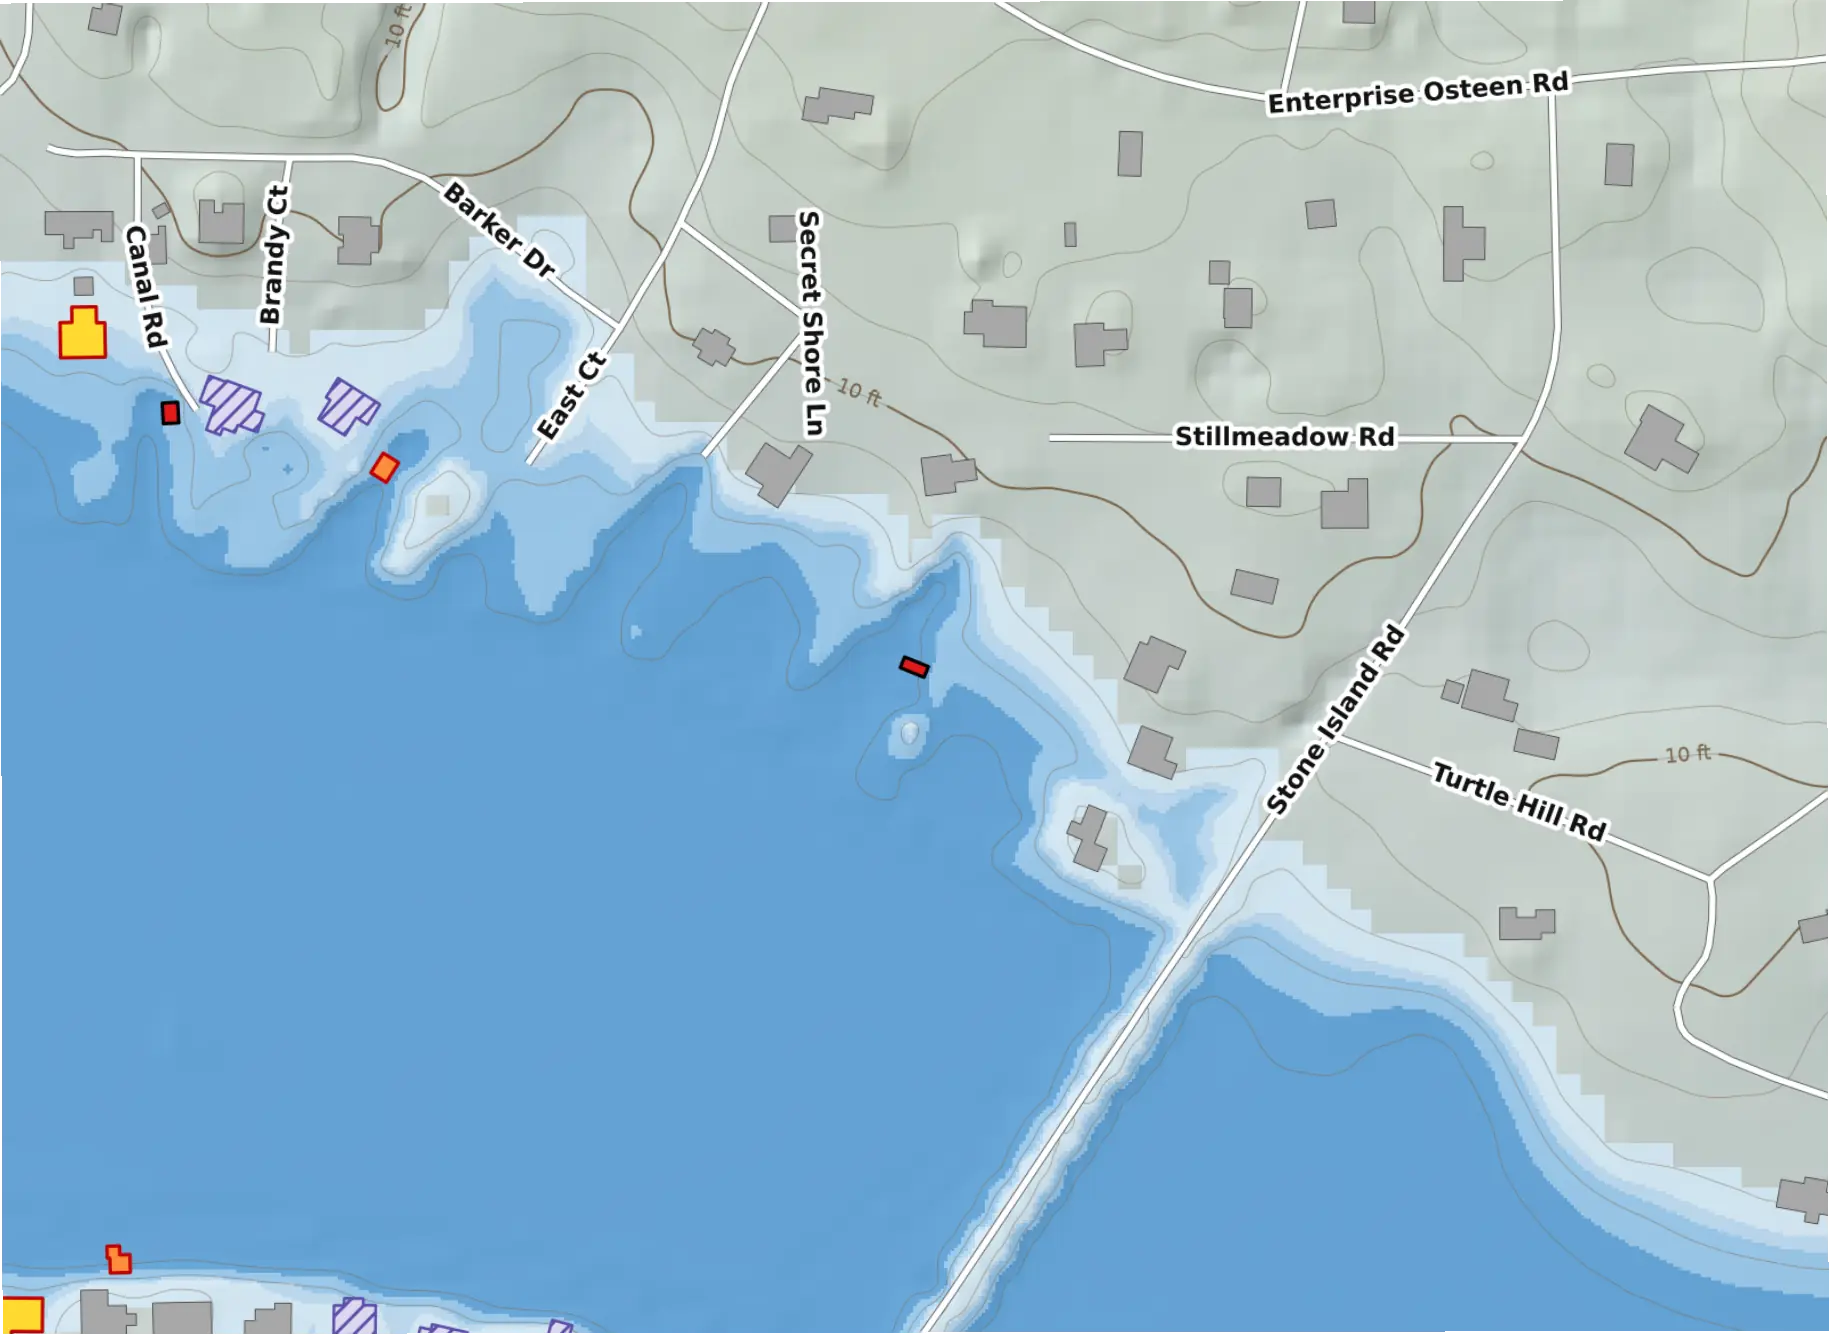 10 ft
Enterprise Osteen Rd
Barker Dr
Brandy Ct
Canal Rd
Secret Shore Ln
East Ct
10 ft
Stillmeadow Rd
Stone Island Rd
10 ft
Turtle Hill Rd